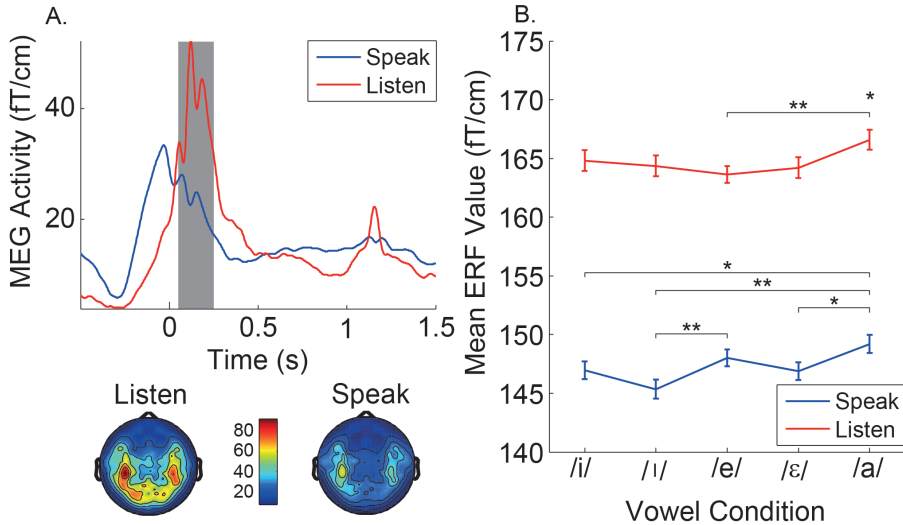 A.
MEG Activity (fT/cm)
40
20
Speak
Listen
0
0.5
1
1.5
Time (s)
Listen
Speak
80
60
40
20
B.
Mean ERF Value (fT/cm)
175
170
165
160
155
150
145
140
**
*
*
**
*
**
Speak
Listen
/i/
/ɪ/
/e/
/ɛ/
/a/
Vowel Condition